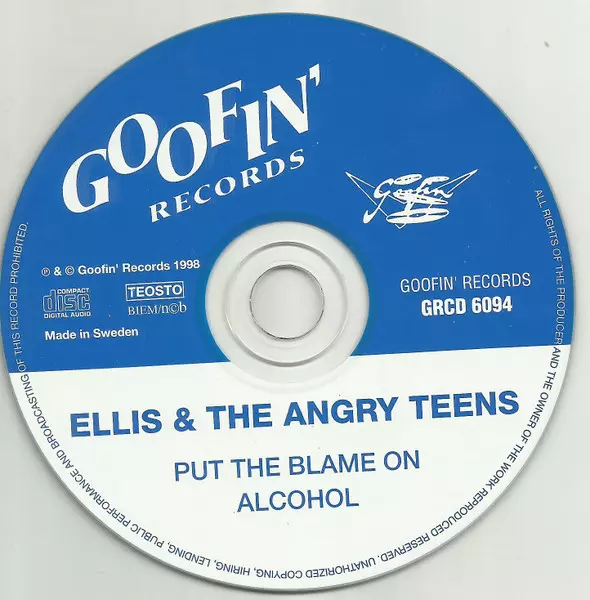 GOOFIN'
RECORDS
Goofin'
℗ & © Goofin' Records 1998
COMPACT
disc
DIGITAL AUDIO
TEOSTO
BIEM/n©b
Made in Sweden
GOOFIN' RECORDS
GRCD 6094
ELLIS & THE ANGRY TEENS
PUT THE BLAME ON
ALCOHOL
ALL RIGHTS OF THE PRODUCER AND THE OWNER OF THE WORK REPRODUCED RESERVED. UNAUTHORIZED COPYING, HIRING, LENDING, PUBLIC PERFORMANCE AND BROADCASTING OF THIS RECORD PROHIBITED.